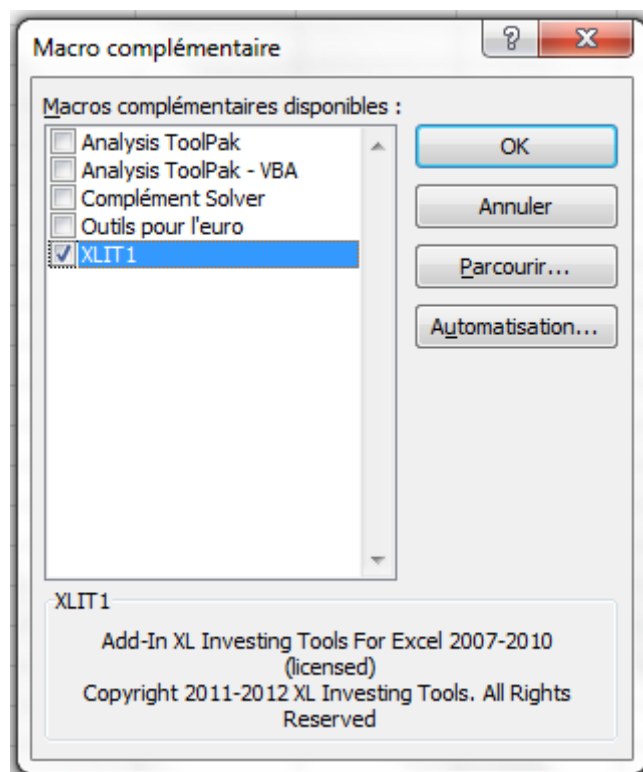 Macro complémentaire
Macros complémentaires disponibles :
Analysis ToolPak
Analysis ToolPak - VBA
Complément Solver
Outils pour l'euro
XLIT1
OK
Annuler
Parcourir...
Automatisation...
XLIT1
Add-In XL Investing Tools For Excel 2007-2010
(licensed)
Copyright 2011-2012 XL Investing Tools. All Rights
Reserved